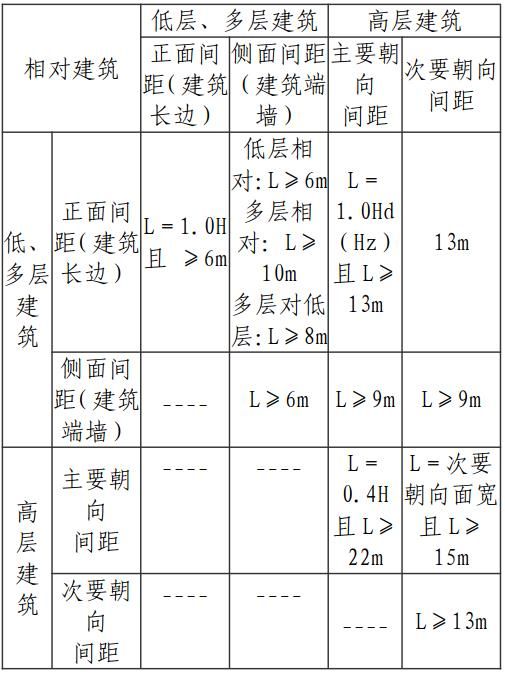 相对建筑
低层、多层建筑
高层建筑
正面间
距(建筑
长边)
侧面间距
(建筑端
墙)
主要朝
向
间距
次要朝向
间距
低、
多层
建
筑
正面间
距(建筑
长边)
L=1.0H
且 ≥6m
低层相
对:L≥6m
多层相
对: L≥
10m
多层对低
层:L≥8m
L=
1.0Hd
(Hz)
且L≥
13m
13m
侧面间
距(建筑
端墙)
----
L≥6m
L≥9m
L≥9m
高
层
建
筑
主要朝
向
间距
----
----
L=
0.4H
且L≥
22m
L=次要
朝向面宽
且L≥
15m
次要朝
向
间距
----
----
----
L≥13m